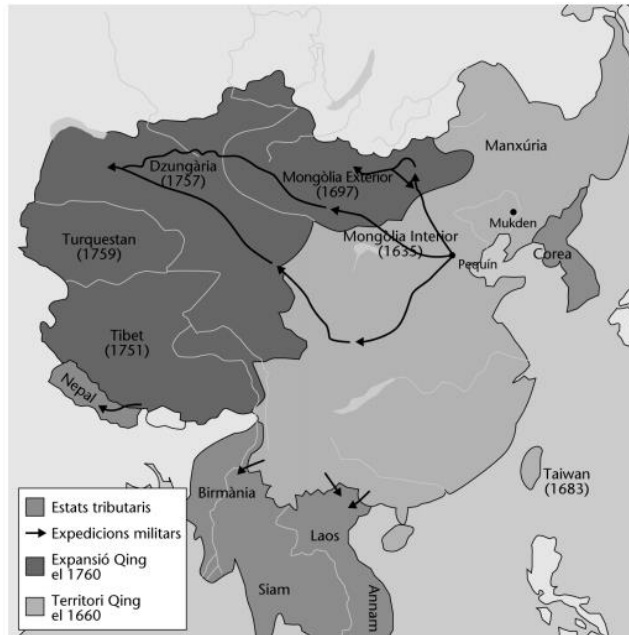 Manxúria
Dzungària
(1757)
Mongòlia Exterior
(1697)
Mukden
Turquestan
(1759)
Mongòlia Interior
(1635)
Pequín
Corea
Tibet
(1751)
Nepal
Taiwan
(1683)
Birmània
Laos
Siam
Annam
Estats tributaris
Expedicions militars
Expansió Qing
el 1760
Territori Qing
el 1660